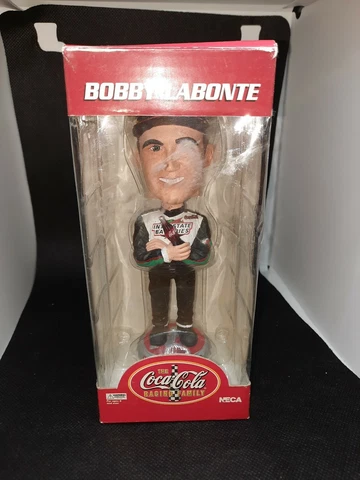 BOBBY LABONTE
INTERSTATE
BATTERIES
THE
Coca-Cola
RACING FAMILY
NECA